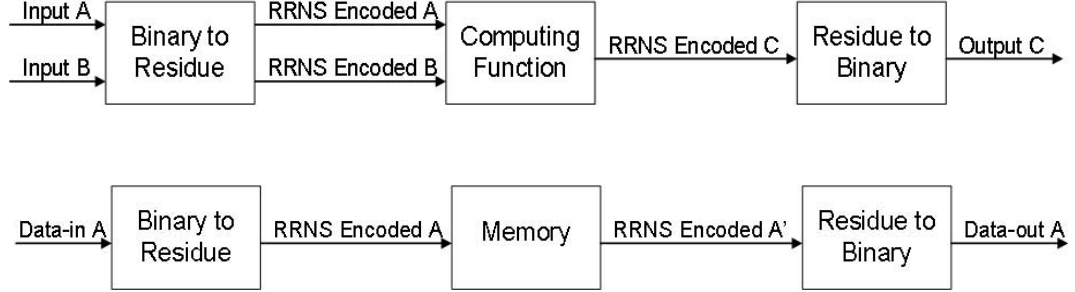 Input A
RRNS Encoded A
Binary to
Residue
Input B
RRNS Encoded B
Computing
Function
RRNS Encoded C
Residue to
Binary
Output C
Data-in A
Binary to
Residue
RRNS Encoded A
Memory
RRNS Encoded A'
Residue to
Binary
Data-out A